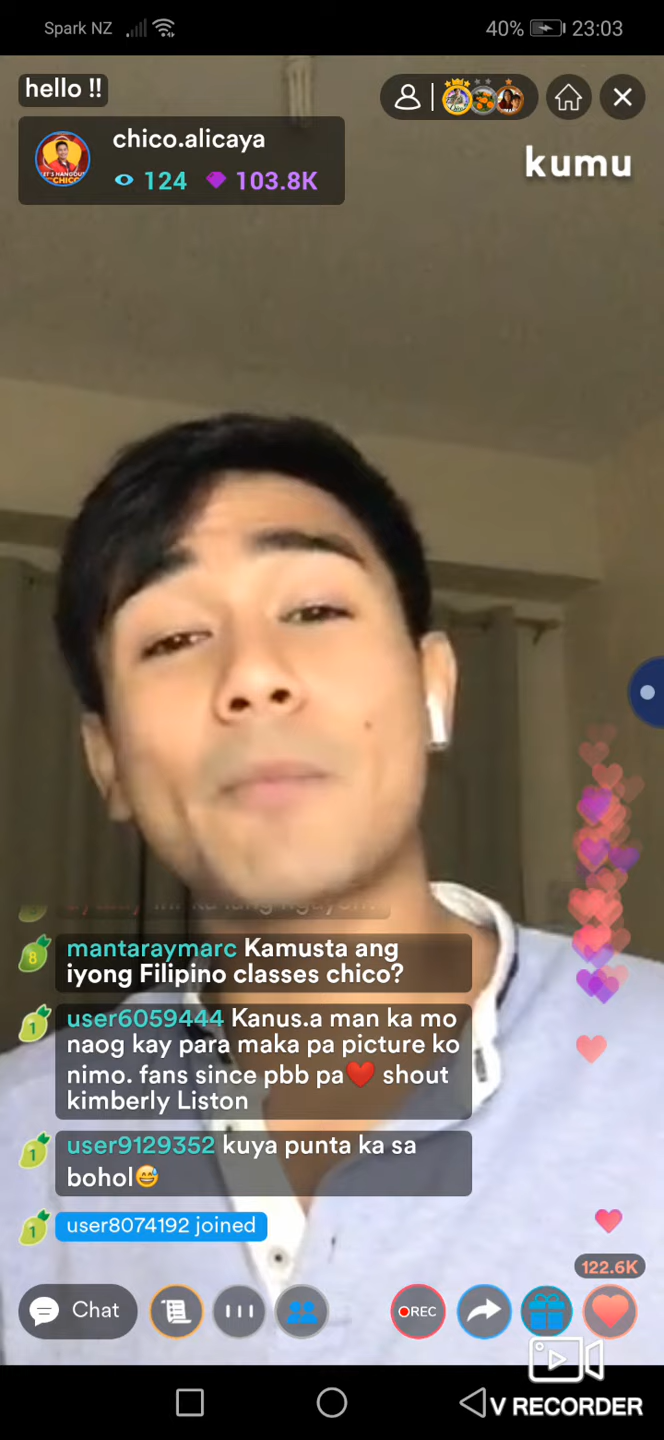 Spark NZ
40% 23:03
hello !!
chico.alicaya
124 103.8K
kumu
mantaraymarc Kamusta ang
iyong Filipino classes chico?
user6059444 Kanus.a man ka mo
naog kay para maka pa picture ko
nimo. fans since pbb pa❤️ shout
kimberly Liston
user9129352 kuya punta ka sa
bohol😅
user8074192 joined
122.6K
Chat
REC
V RECORDER